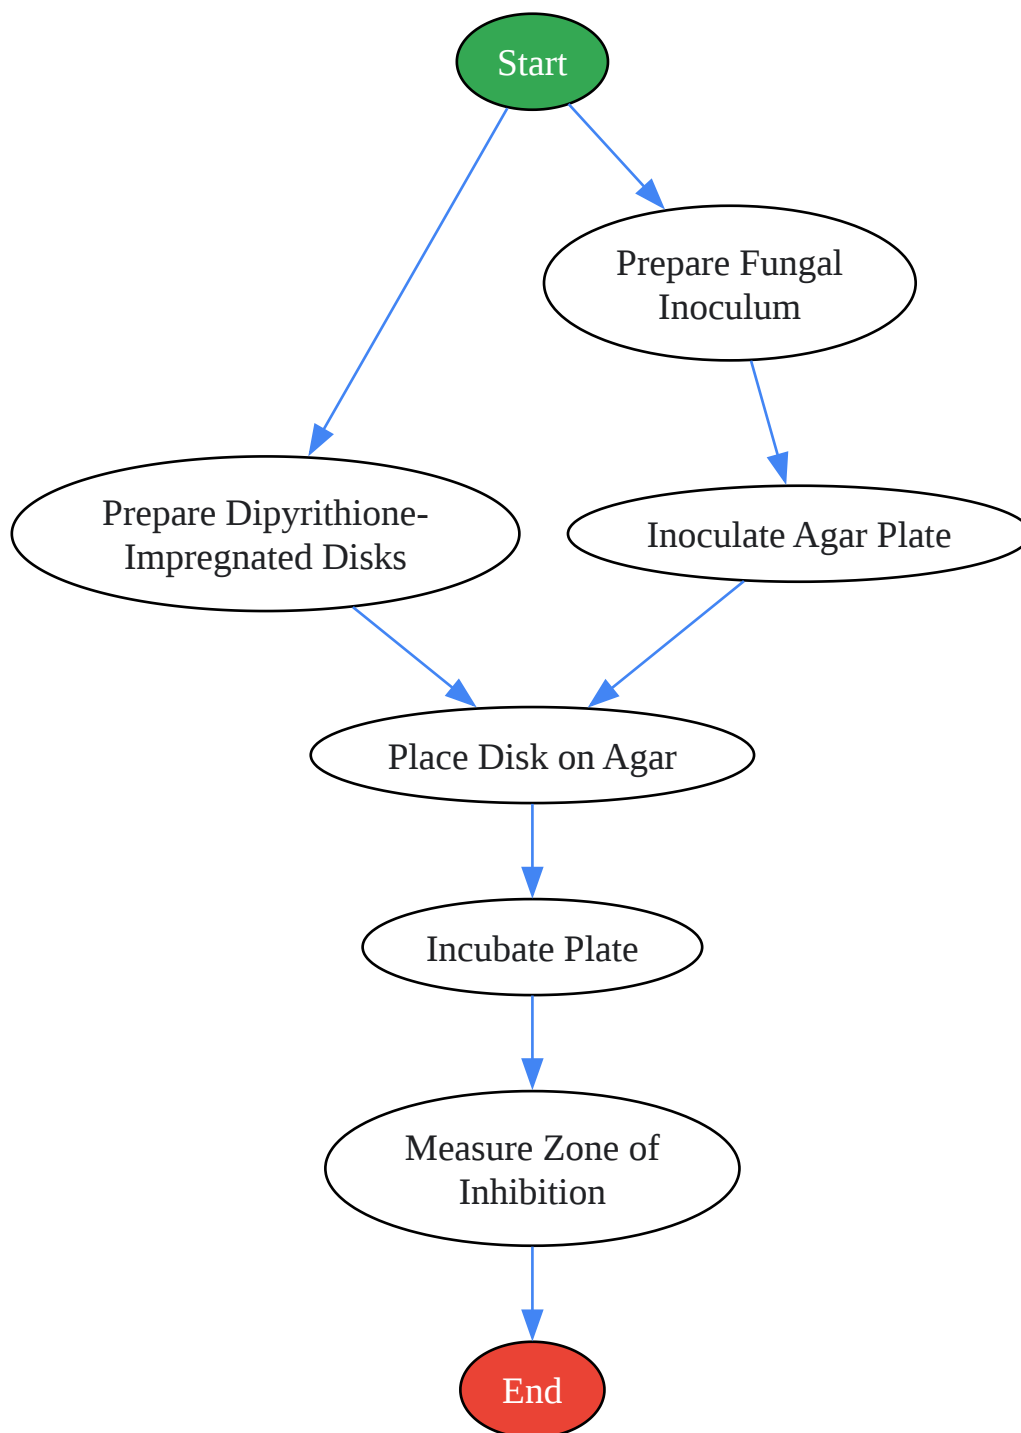 Start
Prepare Fungal
Inoculum
Prepare Dipyrithione-
Impregnated Disks
Inoculate Agar Plate
Place Disk on Agar
Incubate Plate
Measure Zone of
Inhibition
End